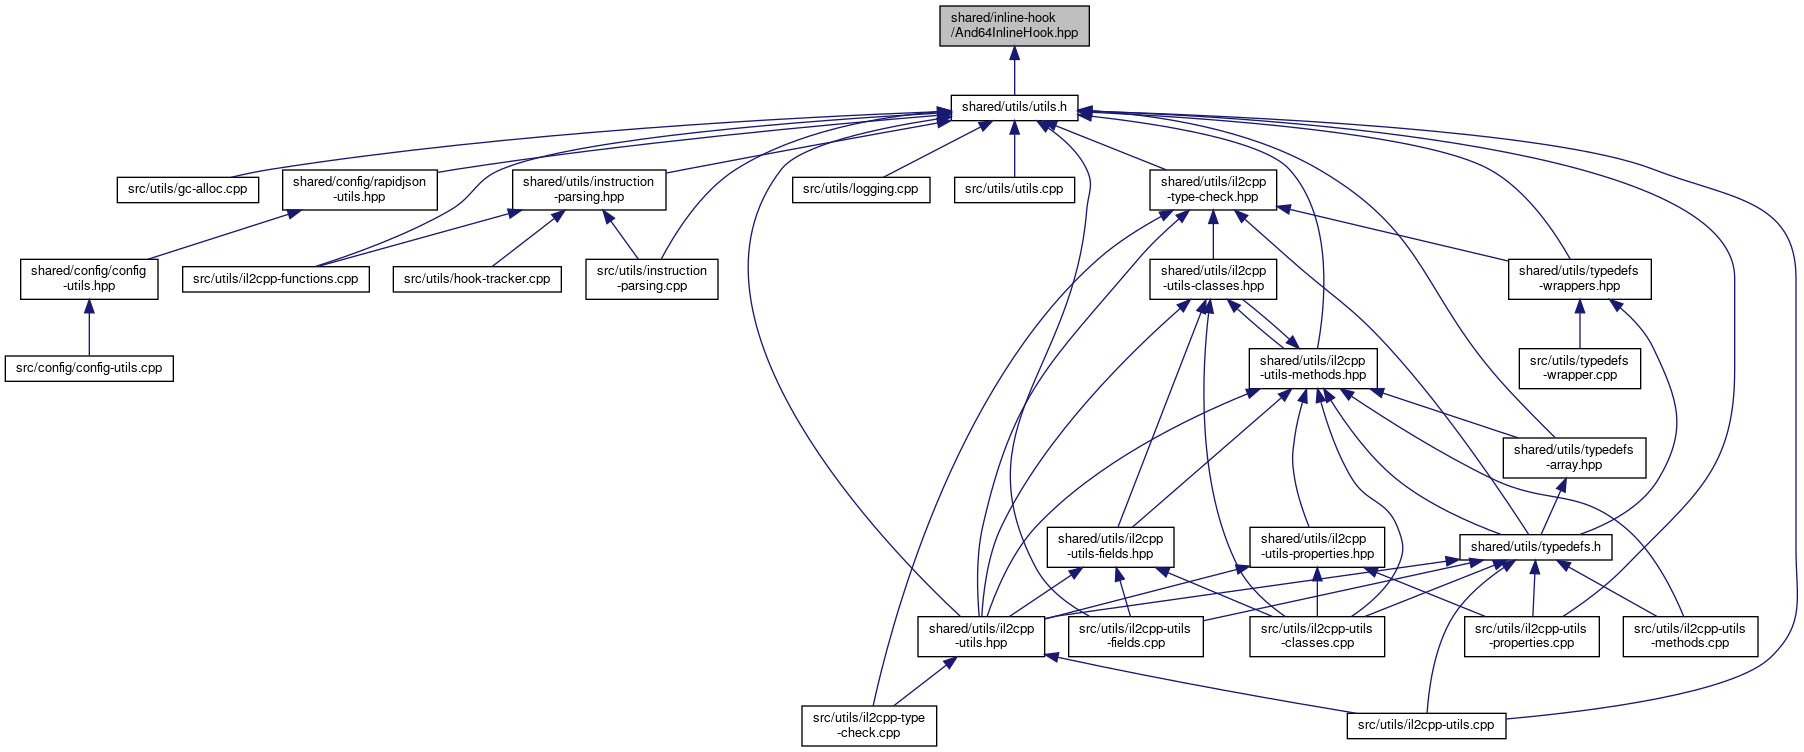 shared/inline-hook
/And64InlineHook.hpp
shared/utils/utils.h
src/utils/gc-alloc.cpp
shared/config/rapidjson
-utils.hpp
shared/utils/instruction
-parsing.hpp
src/utils/logging.cpp
src/utils/utils.cpp
shared/utils/il2cpp
-type-check.hpp
shared/config/config
-utils.hpp
src/utils/il2cpp-functions.cpp
src/utils/hook-tracker.cpp
src/utils/instruction
-parsing.cpp
shared/utils/il2cpp
-utils-classes.hpp
shared/utils/typedefs
-wrappers.hpp
src/config/config-utils.cpp
shared/utils/il2cpp
-utils-methods.hpp
src/utils/typedefs
-wrapper.cpp
shared/utils/typedefs
-array.hpp
shared/utils/il2cpp
-utils-fields.hpp
shared/utils/il2cpp
-utils-properties.hpp
shared/utils/typedefs.h
shared/utils/il2cpp
-utils.hpp
src/utils/il2cpp-utils
-fields.cpp
src/utils/il2cpp-utils
-classes.cpp
src/utils/il2cpp-utils
-properties.cpp
src/utils/il2cpp-utils
-methods.cpp
src/utils/il2cpp-type
-check.cpp
src/utils/il2cpp-utils.cpp